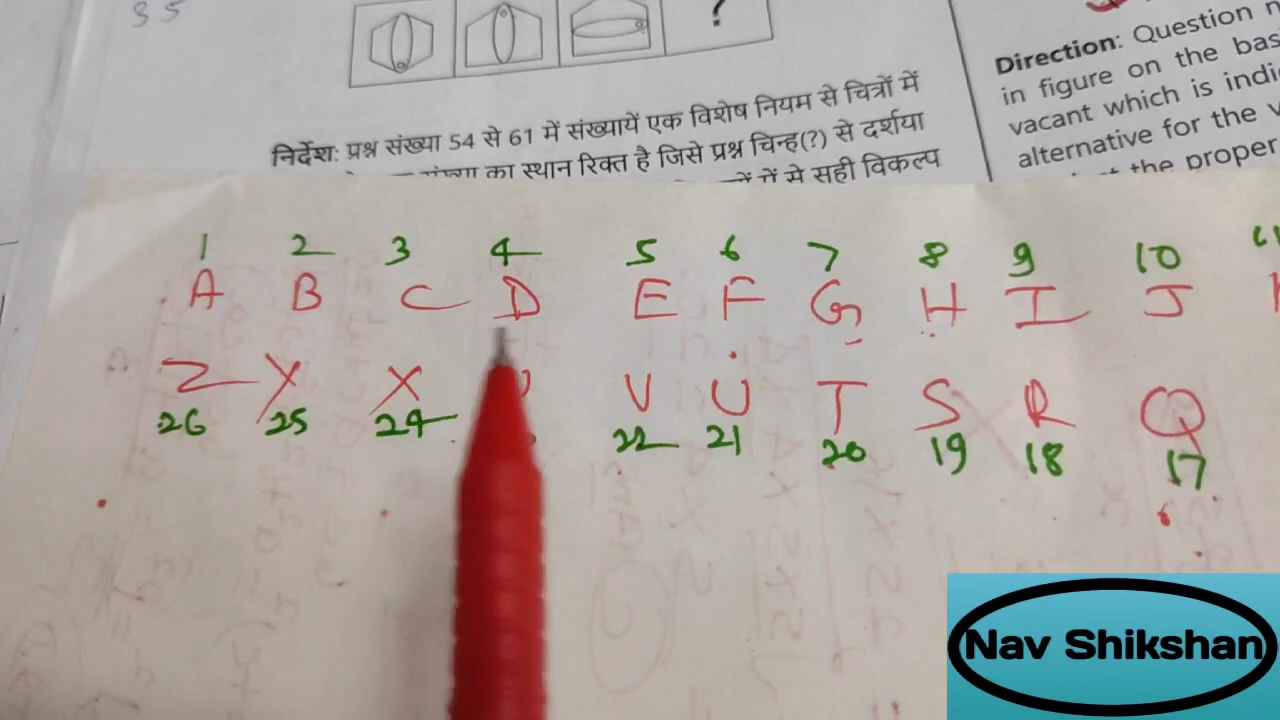 35
?
निर्देश: प्रश्न संख्या 54 से 61 में संख्यायें एक विशेष नियम से चित्रों में
का स्थान रिक्त है जिसे प्रश्न चिन्ह(?) से दर्शाया
से सही विकल्प
Direction: Question n
in figure on the bas
vacant which is indi
alternative for the v
the proper
1 2 3 4 5 6 7 8 9 10
A B C D E F G H I J
Z Y X V U T S R Q
26 25 24 22 21 20 19 18 17
Nav Shikshan